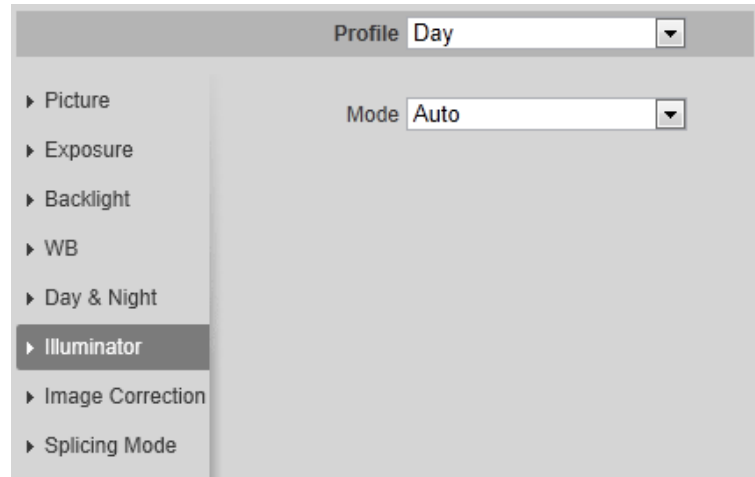 Profile Day
Picture
Mode Auto
Exposure
Backlight
WB
Day & Night
Illuminator
Image Correction
Splicing Mode